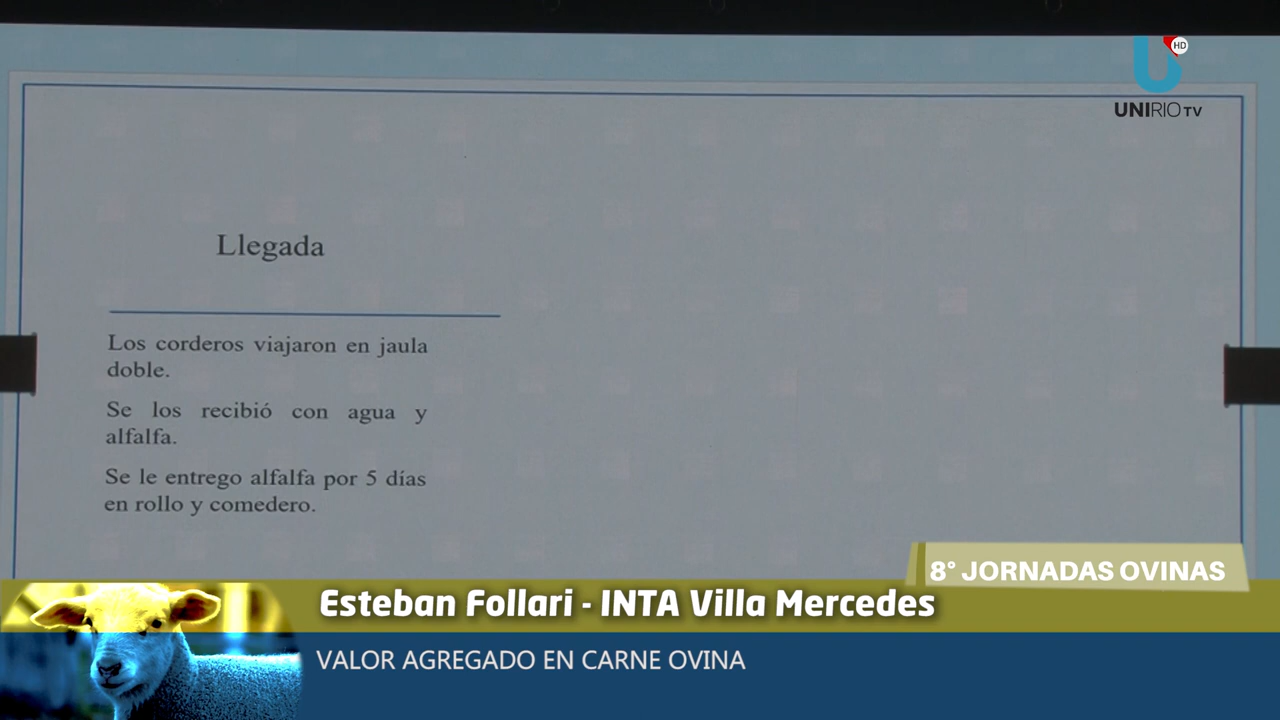 HD
UNIRIO TV
Llegada
Los corderos viajaron en jaula
doble.
Se los recibió con agua y
alfalfa.
Se le entrego alfalfa por 5 días
en rollo y comedero.
8° JORNADAS OVINAS
Esteban Follari - INTA Villa Mercedes
VALOR AGREGADO EN CARNE OVINA